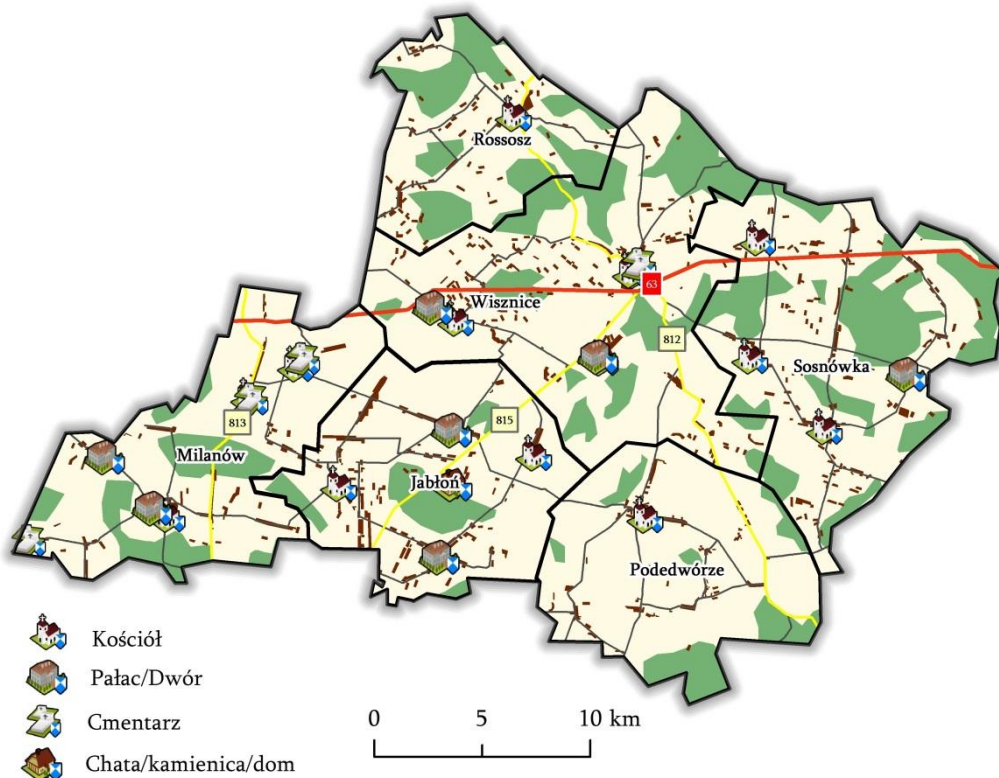 Rossosz
63
Wisznice
812
Sosnówka
815
813
Milanów
Jabłoń
Podedwórze
Kościół
Pałac/Dwór
Cmentarz
Chata/kamienica/dom
0 5 10 km